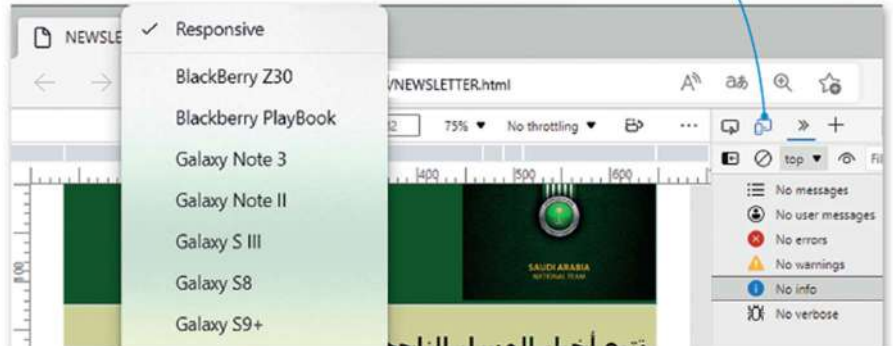 Responsive
NEWSLE
BlackBerry Z30
/NEWSLETTER.html
Blackberry PlayBook
75%
No throttling
Galaxy Note 3
top
Fil
400
500
600
No messages
Galaxy Note II
No user messages
Galaxy S III
No errors
SAUDI ARABIA
NATIONAL TEAM
No warnings
100
Galaxy S8
No info
No verbose
Galaxy S9+